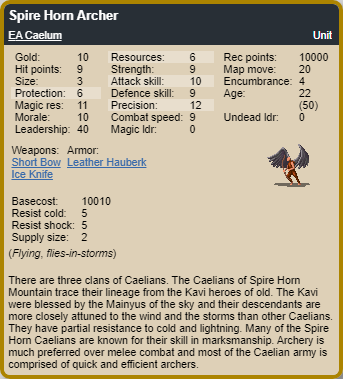 Spire Horn Archer
EA Caelum Unit
Gold: 10 Resources: 6 Rec points: 10000
Hit points: 9 Strength: 9 Map move: 20
Size: 3 Attack skill: 10 Encumbrance: 4
Protection: 6 Defence skill: 9 Age: 22
Magic res: 11 Precision: 12 (50)
Morale: 10 Combat speed: 9 Undead ldr: 0
Leadership: 40 Magic ldr: 0
Weapons: Armor:
Short Bow Leather Hauberk
Ice Knife
Basecost: 10010
Resist cold: 5
Resist shock: 5
Supply size: 2
(Flying, flies-in-storms)
There are three clans of Caelians. The Caelians of Spire Horn
Mountain trace their lineage from the Kavi heroes of old. The Kavi
were blessed by the Mainyus of the sky and their descendants are
more closely attuned to the wind and the storms than other Caelians.
They have partial resistance to cold and lightning. Many of the Spire
Horn Caelians are known for their skill in marksmanship. Archery is
much preferred over melee combat and most of the Caelian army is
comprised of quick and efficient archers.